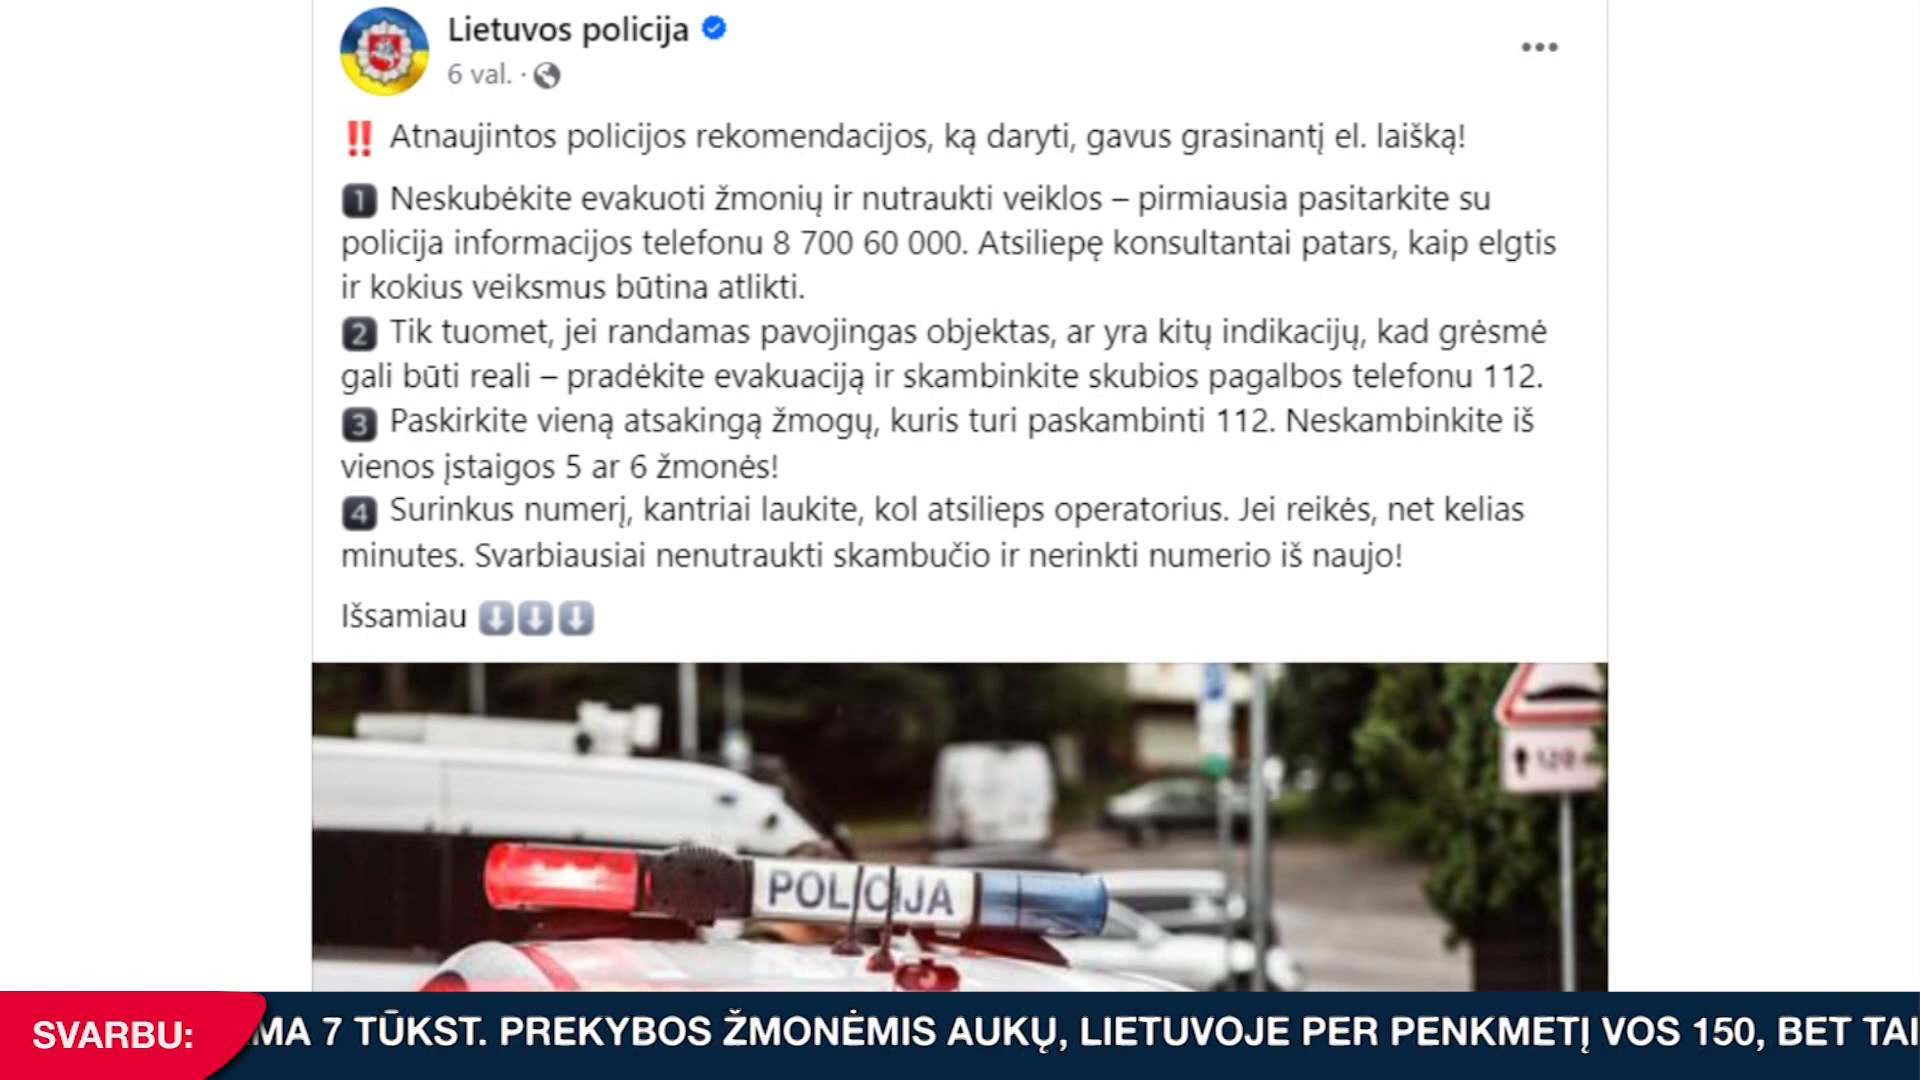 Lietuvos policija
6 val. ·
‼️ Atnaujintos policijos rekomendacijos, ką daryti, gavus grasinantį el. laišką!
1️⃣ Neskubėkite evakuoti žmonių ir nutraukti veiklos – pirmiausia pasitarkite su
policija informacijos telefonu 8 700 60 000. Atsiliepę konsultantai patars, kaip elgtis
ir kokius veiksmus būtina atlikti.
2️⃣ Tik tuomet, jei randamas pavojingas objektas, ar yra kitų indikacijų, kad grėsmė
gali būti reali – pradėkite evakuaciją ir skambinkite skubios pagalbos telefonu 112.
3️⃣ Paskirkite vieną atsakingą žmogų, kuris turi paskambinti 112. Neskambinkite iš
vienos įstaigos 5 ar 6 žmonės!
4️⃣ Surinkus numerį, kantriai laukite, kol atsilieps operatorius. Jei reikės, net kelias
minutes. Svarbiausiai nenutraukti skambučio ir nerinkti numerio iš naujo!
Išsamiau ⬇️⬇️⬇️
120 m
POLICIJA
SVARBU: MA 7 TŪKST. PREKYBOS ŽMONĖMIS AUKŲ, LIETUVOJE PER PENKMETĮ VOS 150, BET TAI